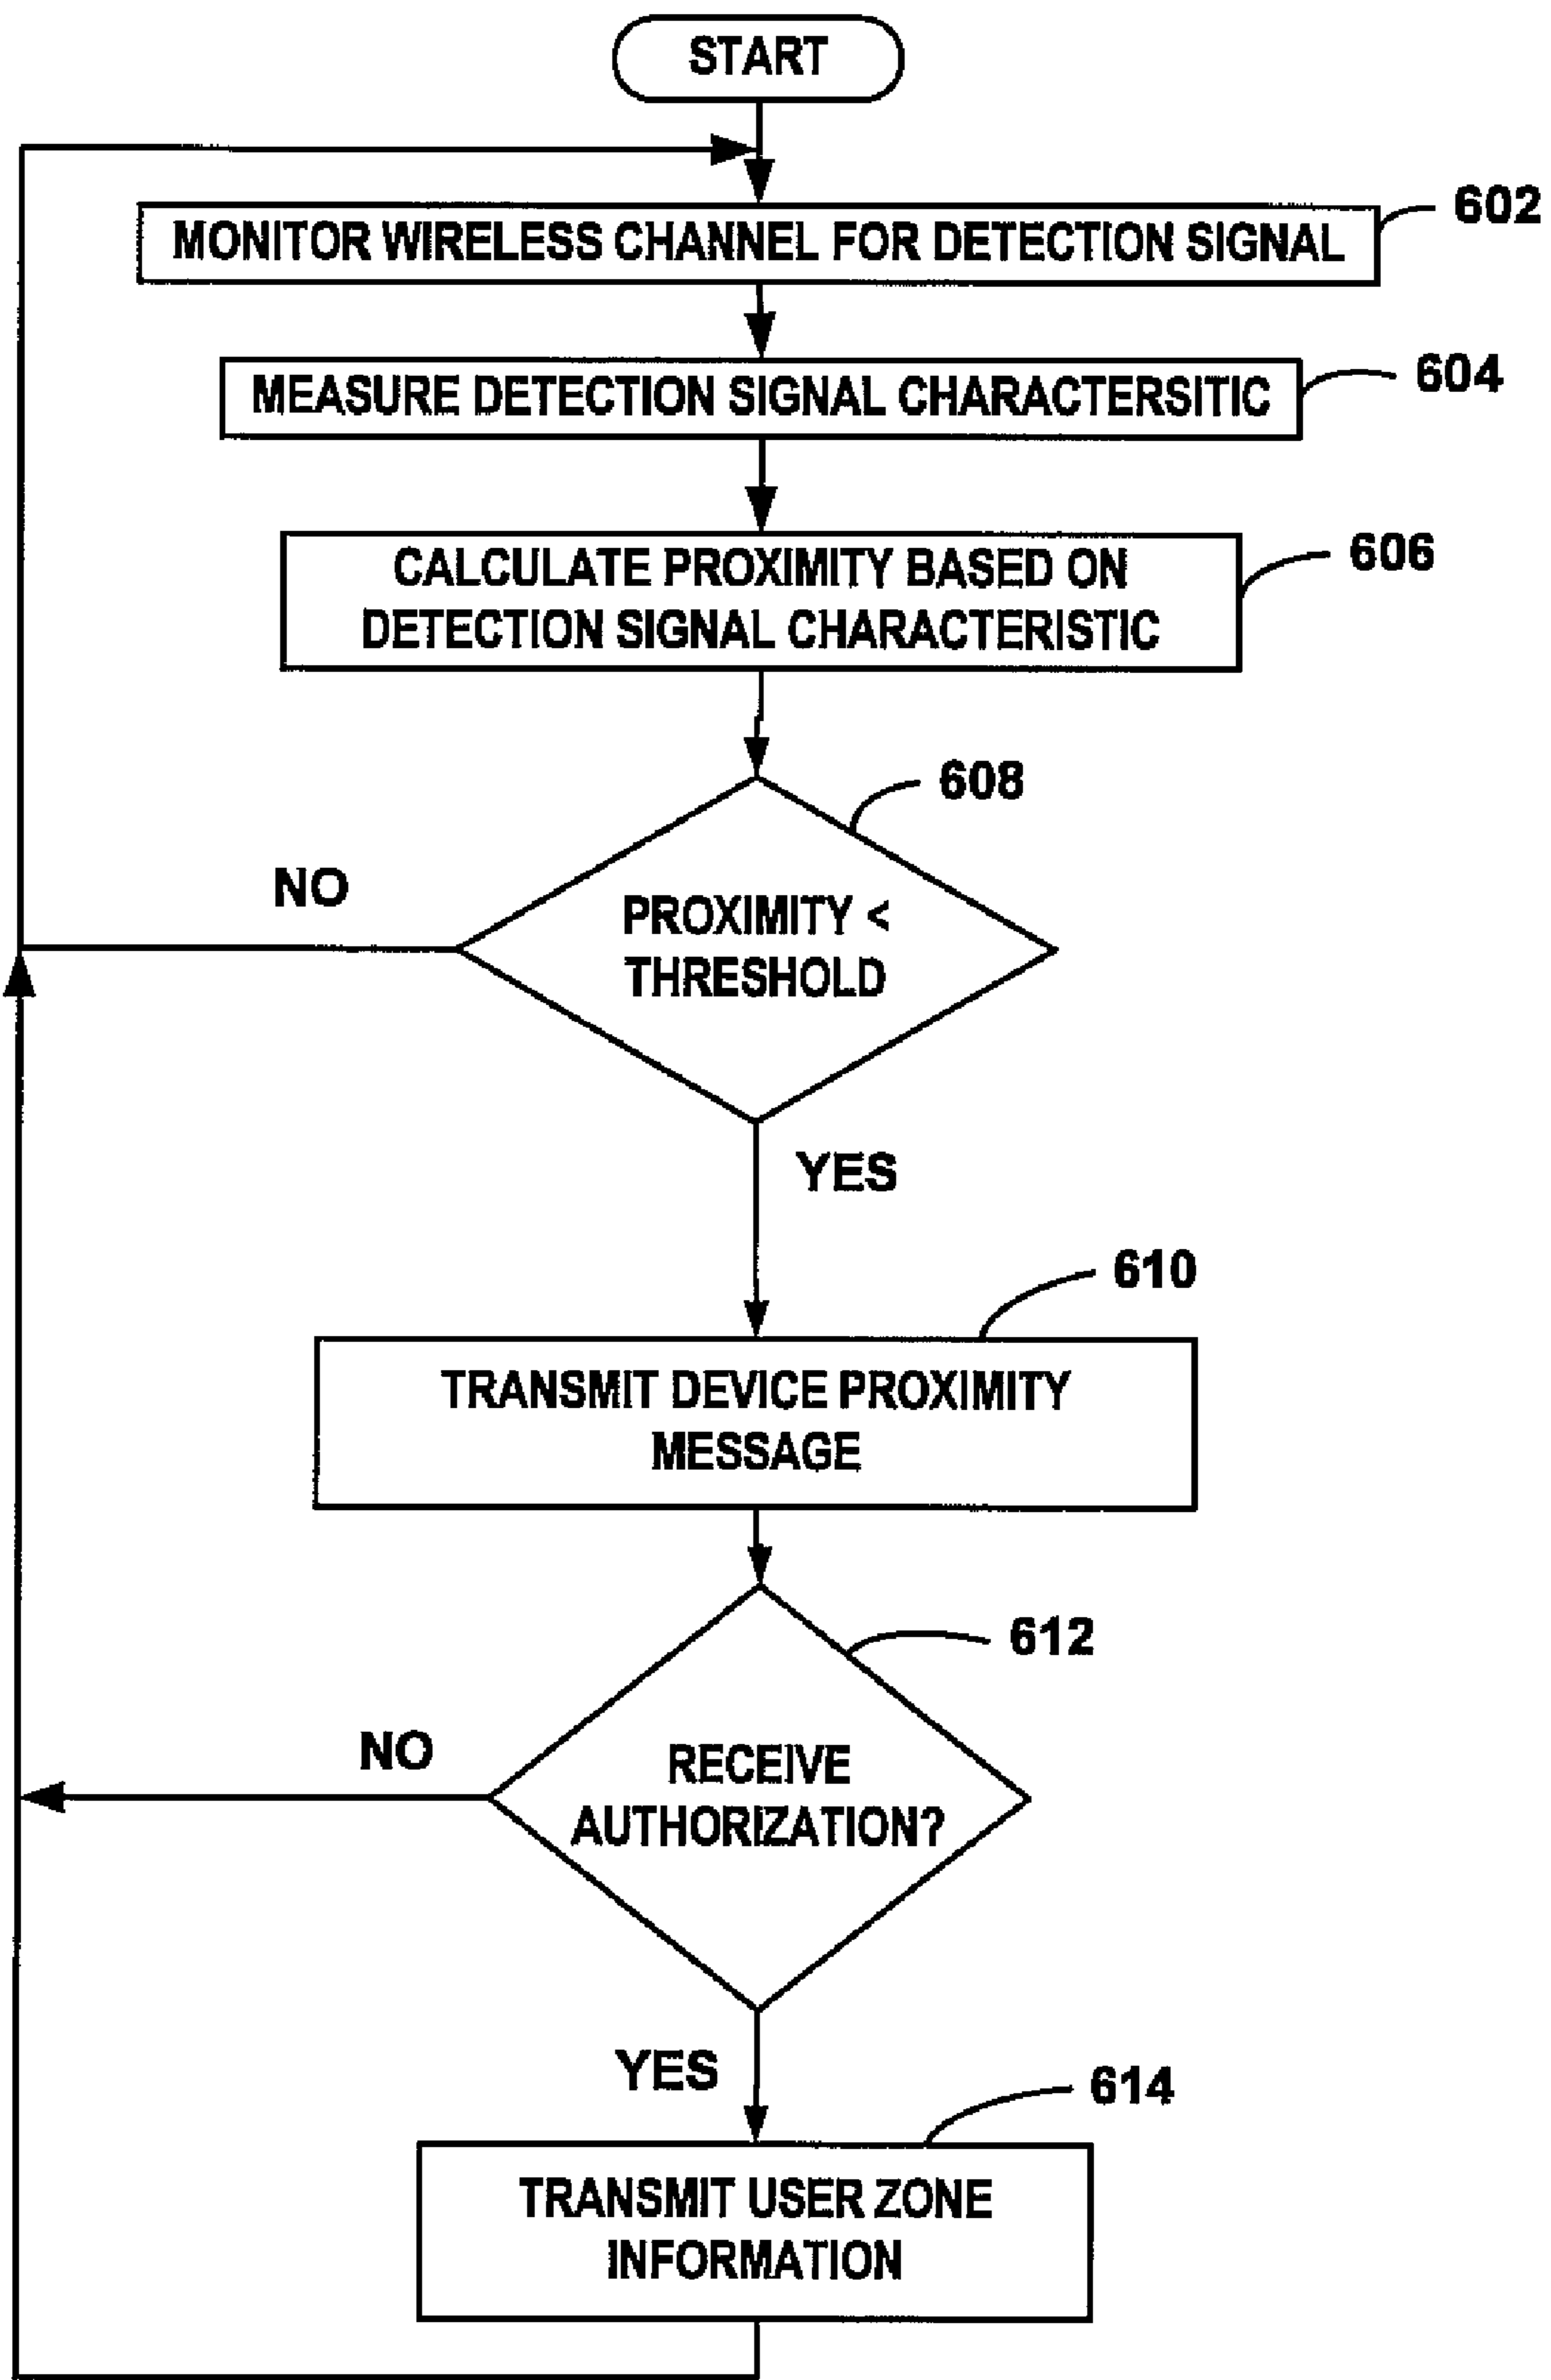 START
MONITOR WIRELESS CHANNEL FOR DETECTION SIGNAL
602
MEASURE DETECTION SIGNAL CHARACTERSITIC
604
CALCULATE PROXIMITY BASED ON
DETECTION SIGNAL CHARACTERISTIC
606
608
NO
PROXIMITY <
THRESHOLD
YES
610
TRANSMIT DEVICE PROXIMITY
MESSAGE
612
NO
RECEIVE
AUTHORIZATION?
YES
614
TRANSMIT USER ZONE
INFORMATION